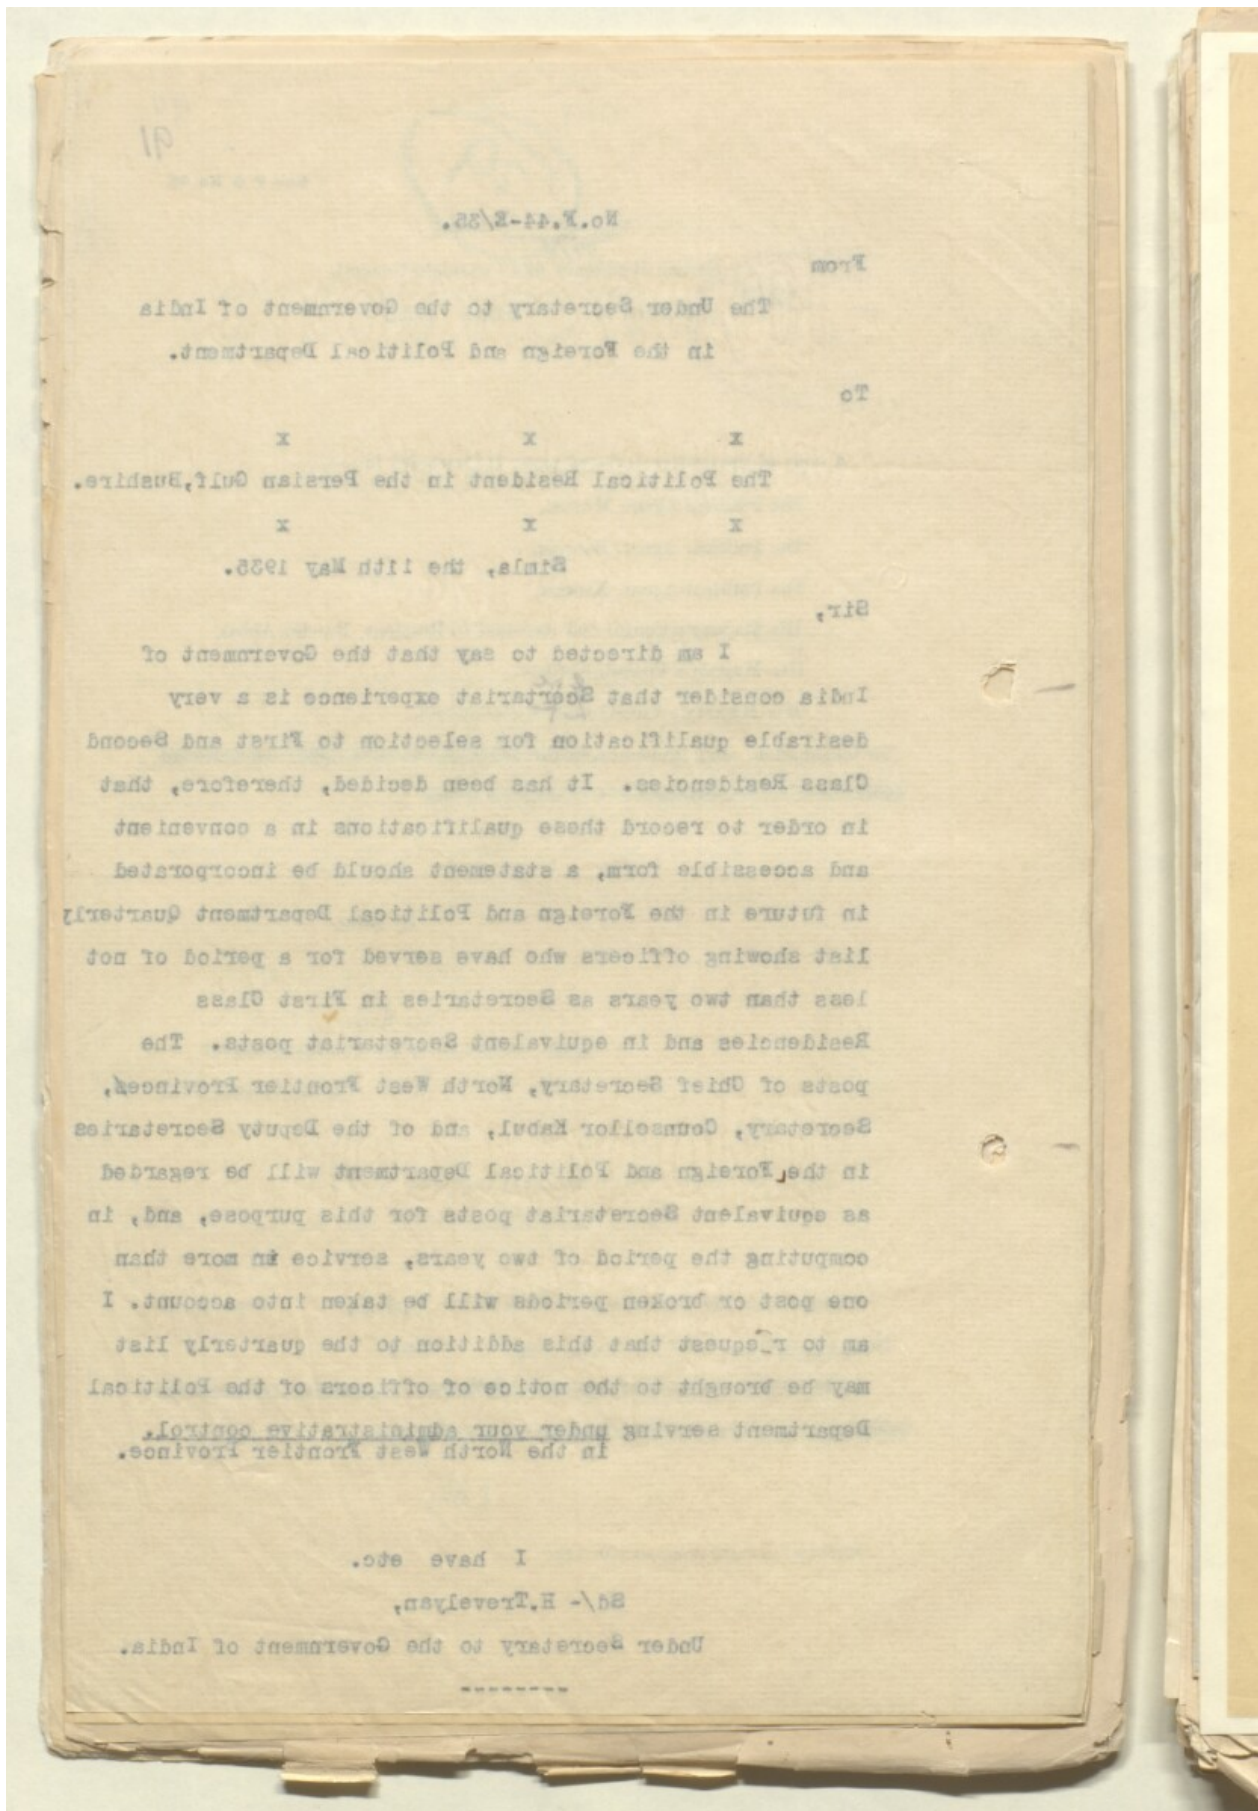 91
No.F.44-E/35.
From
The Under Secretary to the Government of India
in the Foreign and Political Department.
To
x x x
The Political Resident in the Persian Gulf,Bushire.
x x x
Simla, the 11th May 1935.
Sir,
I am directed to say that the Government of
India consider that Secrtariat experience is a very
desirable qualification for selection to First and Second
Class Residencies. It has been decided, therefore, that
in order to record these qualifications in a convenient
and accessible form, a statement should be incorporated
in future in the Foreign and Political Department Quarterly
list showing officers who have served for a period of not
less than two years as Secretaries in First Class
Residencies and in equivalent Secretariat posts. The
posts of Chief Secretary, North West Frontier Province,
Secretary, Counsellor Kabul, and of the Deputy Secretaries
in the Foreign and Political Department will be regarded
as equivalent Secretariat posts for this purpose, and, in
computing the period of two years, service in more than
one post or broken periods will be taken into account. I
am to request that this addition to the quarterly list
may be brought to the notice of officers of the Political
Department serving under your administrative control.
in the North West Frontier Province.
I have etc.
Sd/- H.Trevelyan,
Under Secretary to the Government of India.
--------